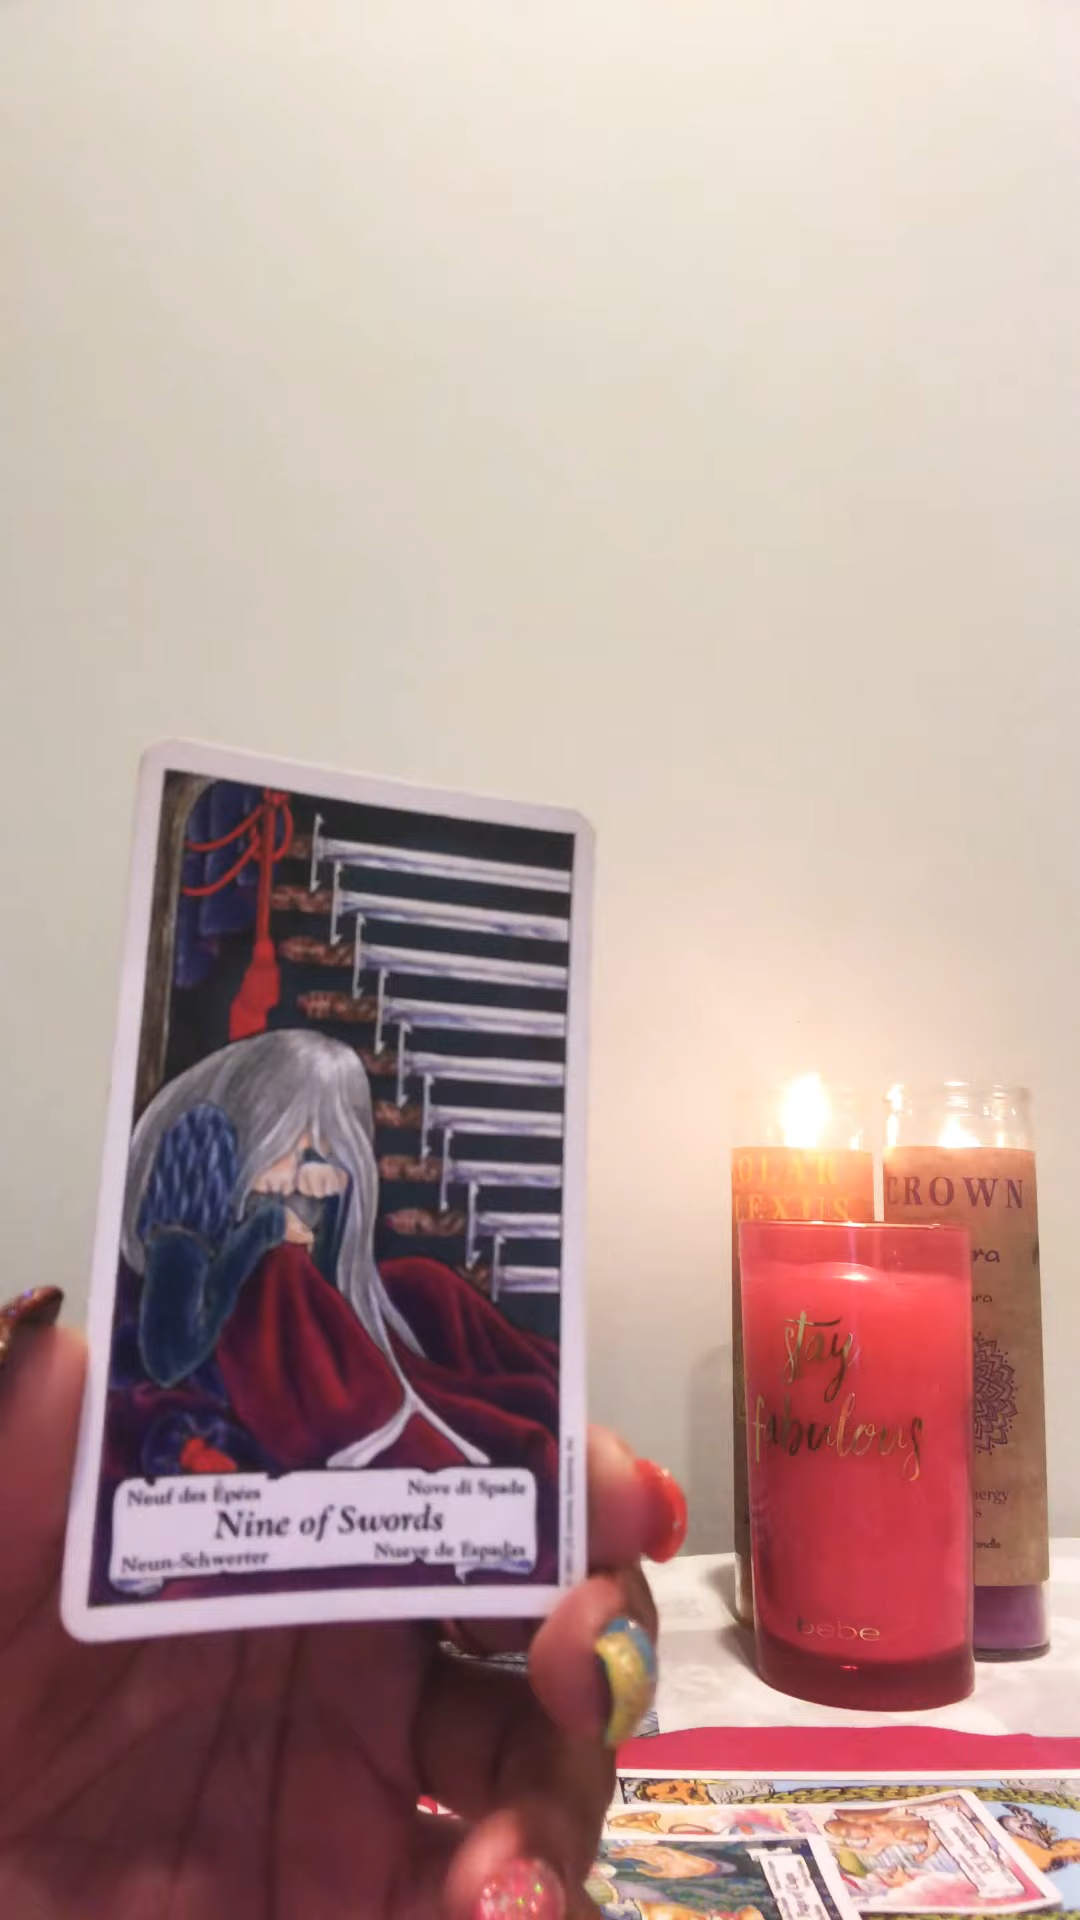 Neuf des Épées
Nove di Spade
Nine of Swords
Neun-Schwerter
Nueve de Espadas
OLAR
LEXUS
CROWN
stay
fabulous
bebe